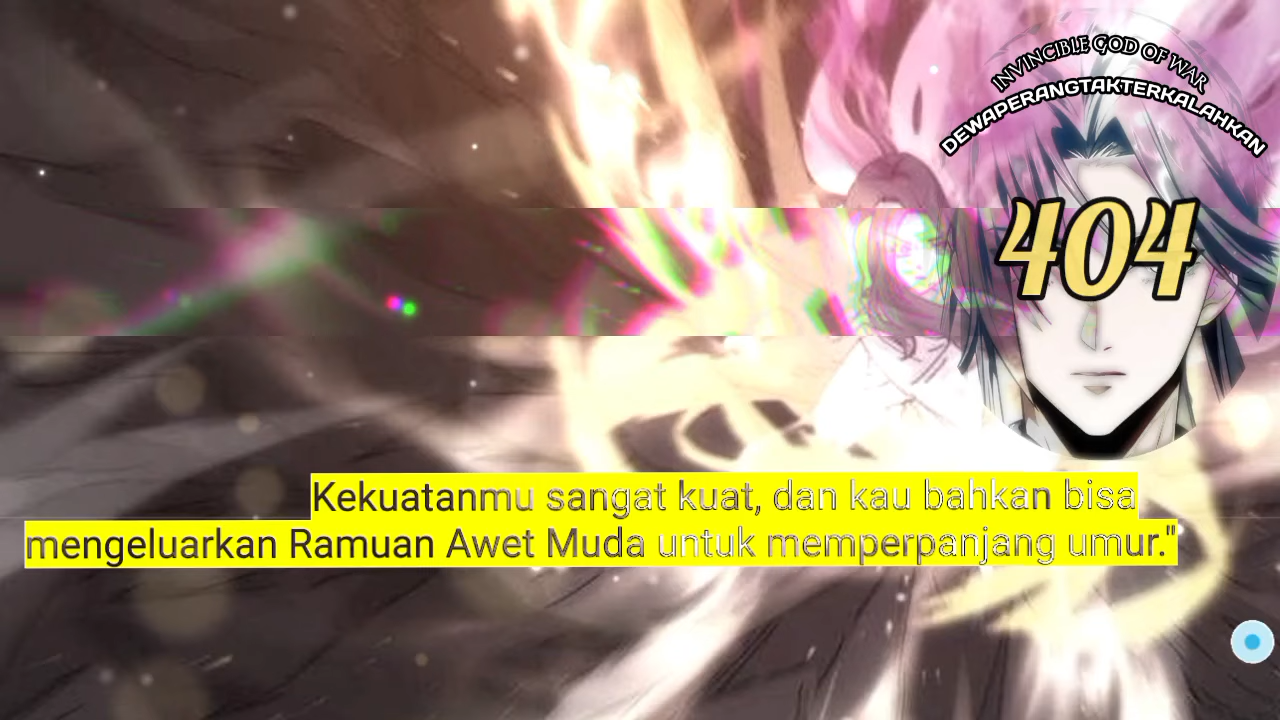 INVINCIBLE GOD OF WAR
DEWAPERANGTAKTERKALAHKAN
404
Kekuatanmu sangat kuat, dan kau bahkan bisa
mengeluarkan Ramuan Awet Muda untuk memperpanjang umur."